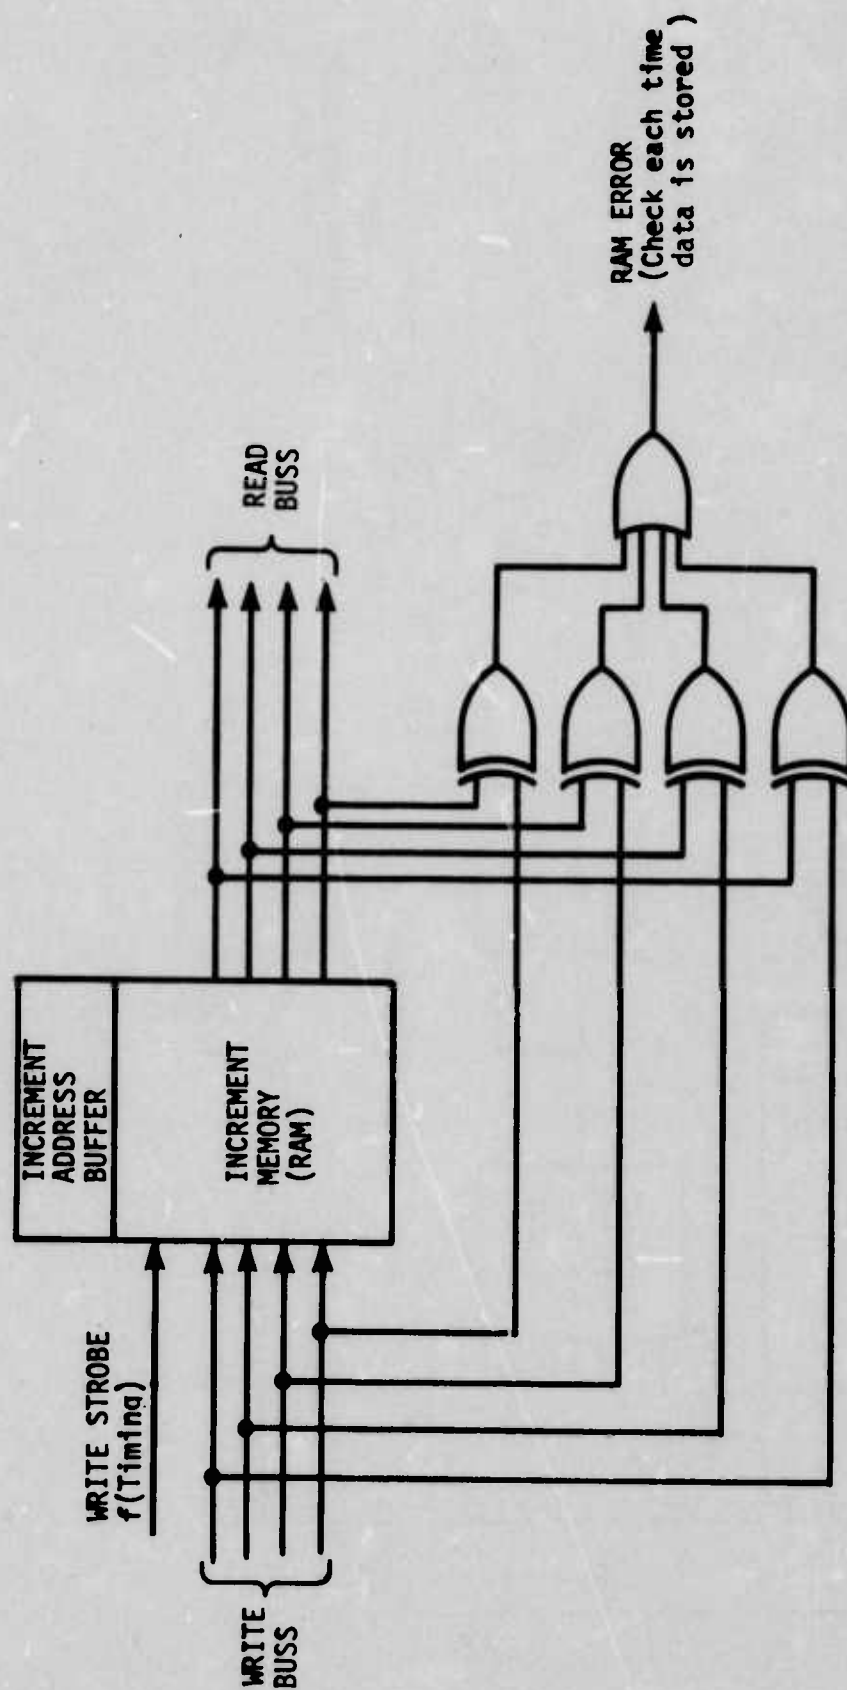 WRITE STROBE
f(Timing)
WRITE
BUSS
INCREMENT
ADDRESS
BUFFER
INCREMENT
MEMORY
(RAM)
READ
BUSS
RAM ERROR
(Check each time
data is stored )